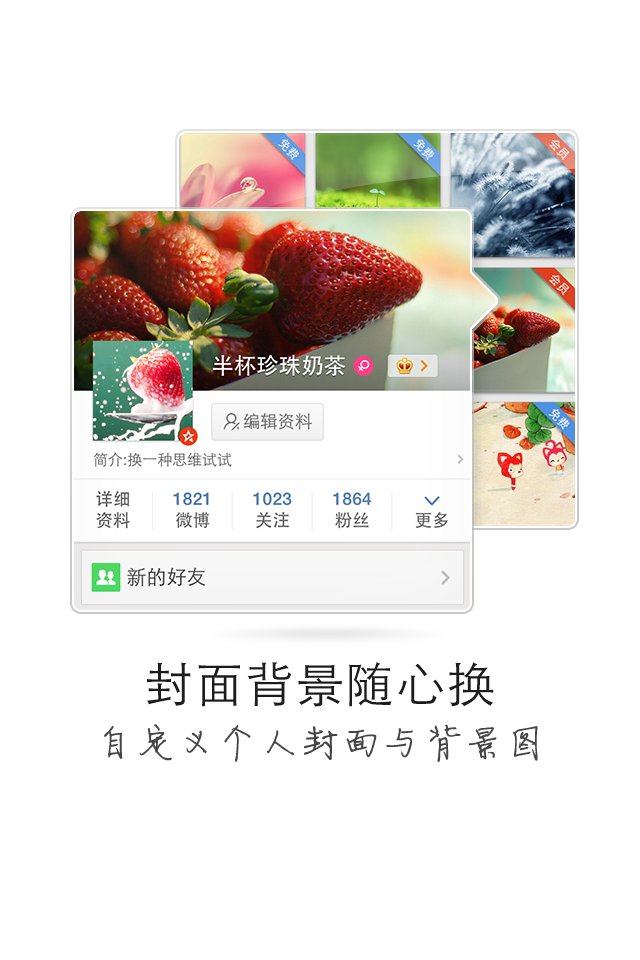 免费
免费
会员
会员
半杯珍珠奶茶
编辑资料
免费
简介:换一种思维试试
详细
资料
1821
微博
1023
关注
1864
粉丝
更多
新的好友
封面背景随心换
自定义个人封面与背景图